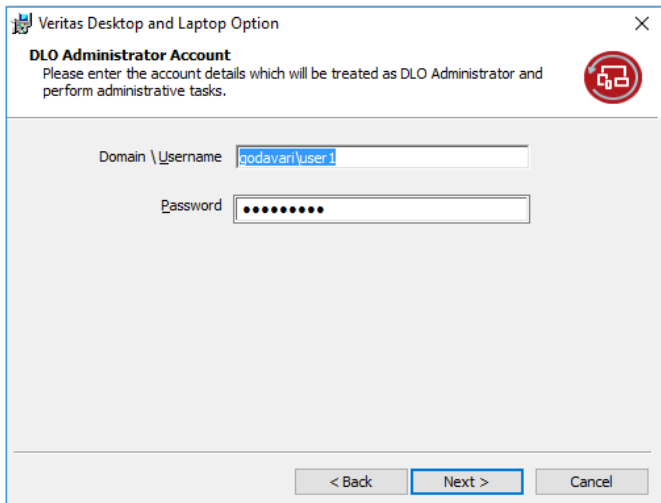 Veritas Desktop and Laptop Option
DLO Administrator Account
Please enter the account details which will be treated as DLO Administrator and
perform administrative tasks.
Domain \ Username godavari\user1
Password ●●●●●●●●●
< Back Next > Cancel